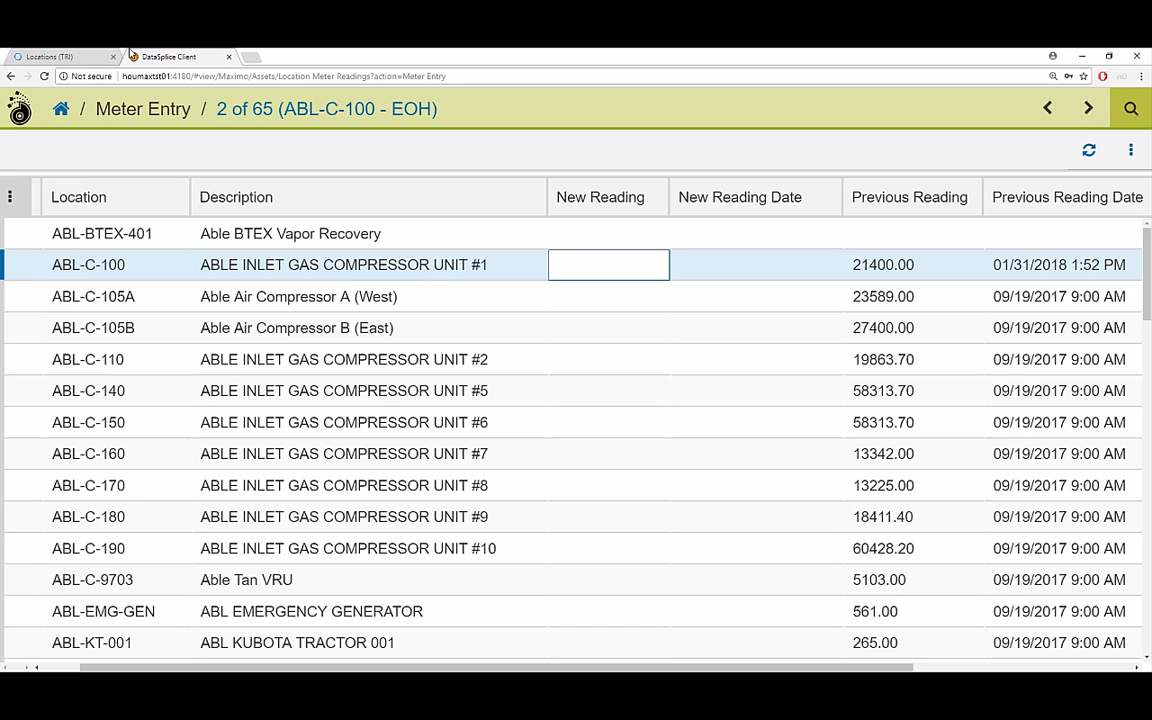 Locations (TRI) DataSplice Client
Not secure houmaxtst01:4180/#view/Maximo/Assets/Location Meter Readings?action=Meter Entry
/ Meter Entry / 2 of 65 (ABL-C-100 - EOH)
Location Description New Reading New Reading Date Previous Reading Previous Reading Date
ABL-BTEX-401 Able BTEX Vapor Recovery
ABL-C-100 ABLE INLET GAS COMPRESSOR UNIT #1 21400.00 01/31/2018 1:52 PM
ABL-C-105A Able Air Compressor A (West) 23589.00 09/19/2017 9:00 AM
ABL-C-105B Able Air Compressor B (East) 27400.00 09/19/2017 9:00 AM
ABL-C-110 ABLE INLET GAS COMPRESSOR UNIT #2 19863.70 09/19/2017 9:00 AM
ABL-C-140 ABLE INLET GAS COMPRESSOR UNIT #5 58313.70 09/19/2017 9:00 AM
ABL-C-150 ABLE INLET GAS COMPRESSOR UNIT #6 58313.70 09/19/2017 9:00 AM
ABL-C-160 ABLE INLET GAS COMPRESSOR UNIT #7 13342.00 09/19/2017 9:00 AM
ABL-C-170 ABLE INLET GAS COMPRESSOR UNIT #8 13225.00 09/19/2017 9:00 AM
ABL-C-180 ABLE INLET GAS COMPRESSOR UNIT #9 18411.40 09/19/2017 9:00 AM
ABL-C-190 ABLE INLET GAS COMPRESSOR UNIT #10 60428.20 09/19/2017 9:00 AM
ABL-C-9703 Able Tan VRU 5103.00 09/19/2017 9:00 AM
ABL-EMG-GEN ABL EMERGENCY GENERATOR 561.00 09/19/2017 9:00 AM
ABL-KT-001 ABL KUBOTA TRACTOR 001 265.00 09/19/2017 9:00 AM